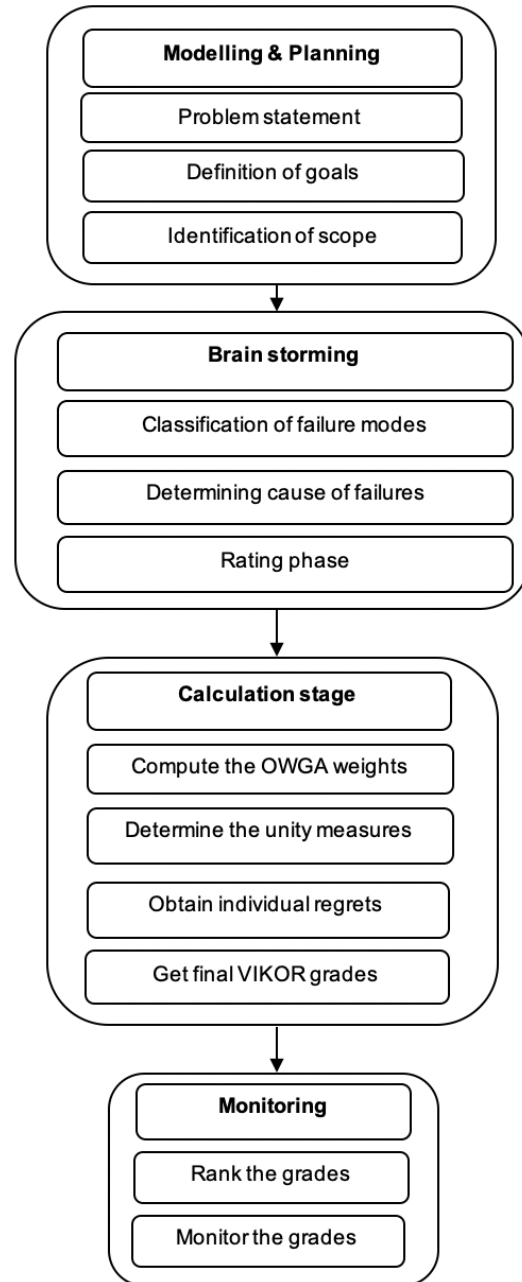 Modelling & Planning
Problem statement
Definition of goals
Identification of scope
Brain storming
Classification of failure modes
Determining cause of failures
Rating phase
Calculation stage
Compute the OWGA weights
Determine the unity measures
Obtain individual regrets
Get final VIKOR grades
Monitoring
Rank the grades
Monitor the grades